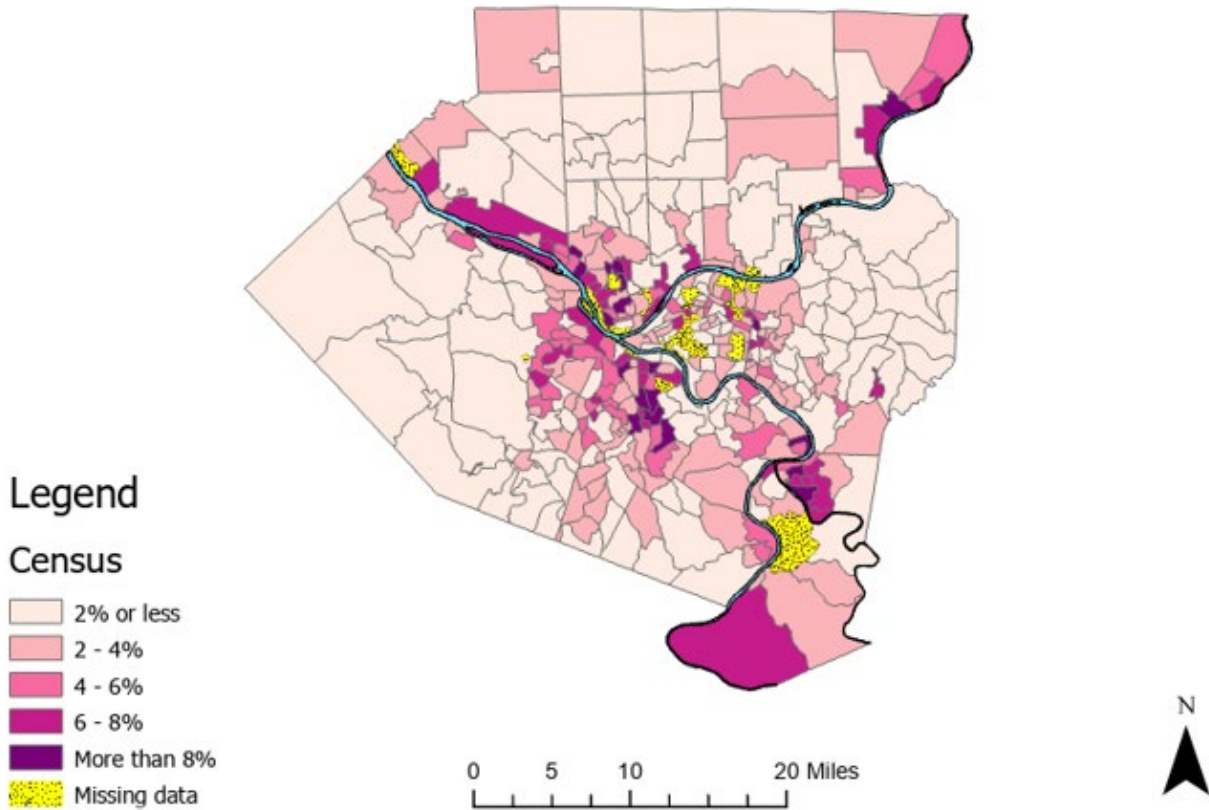 Legend
Census
2% or less
2 - 4%
4 - 6%
6 - 8%
More than 8%
Missing data
0 5 10 20 Miles
N